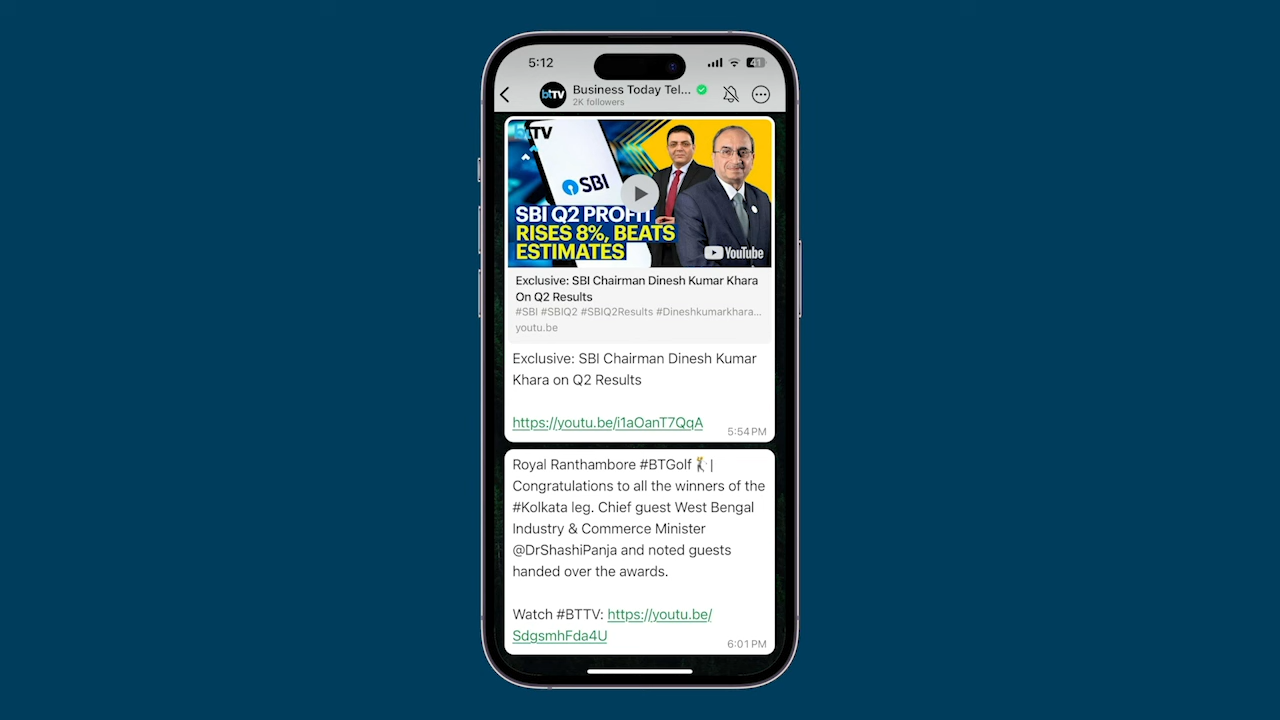 5:12
41
btTV
Business Today Tel...
2K followers
btTV
SBI
SBI Q2 PROFIT
RISES 8%, BEATS
ESTIMATES
YouTube
Exclusive: SBI Chairman Dinesh Kumar Khara
On Q2 Results
#SBI #SBIQ2 #SBIQ2Results #Dineshkumarkhara...
youtu.be
Exclusive: SBI Chairman Dinesh Kumar
Khara on Q2 Results
https://youtu.be/i1aOanT7QqA
5:54 PM
Royal Ranthambore #BTGolf🏌|
Congratulations to all the winners of the
#Kolkata leg. Chief guest West Bengal
Industry & Commerce Minister
@DrShashiPanja and noted guests
handed over the awards.
Watch #BTTV: https://youtu.be/
SdgsmhFda4U
6:01 PM